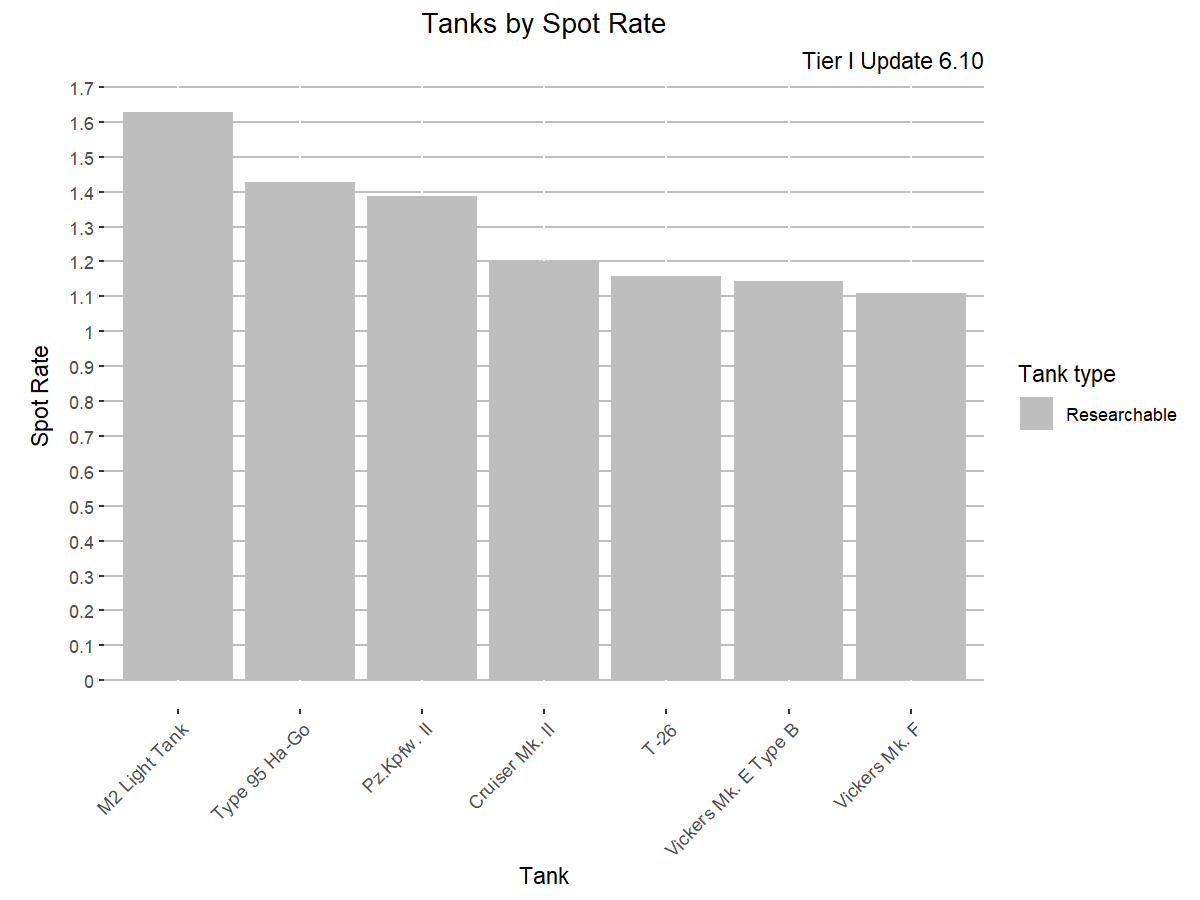 Tanks by Spot Rate
Tier I Update 6.10
1.7
1.6
1.5
1.4
1.3
1.2
1.1
1
0.9
0.8
0.7
0.6
0.5
0.4
0.3
0.2
0.1
0
Spot Rate
M2 Light Tank
Type 95 Ha-Go
Pz.Kpfw. II
Cruiser Mk. II
T-26
Vickers Mk. E Type B
Vickers Mk. F
Tank
Tank type
Researchable